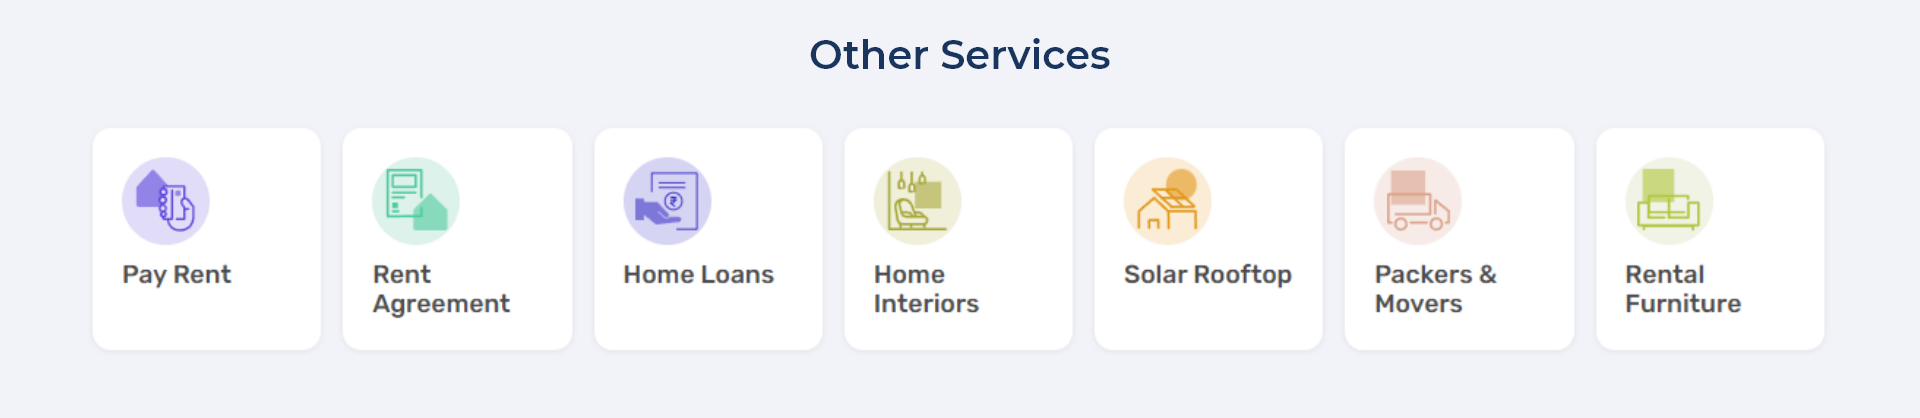 Other Services
Pay Rent
Rent
Agreement
₹
Home Loans
Home
Interiors
Solar Rooftop
Packers &
Movers
Rental
Furniture